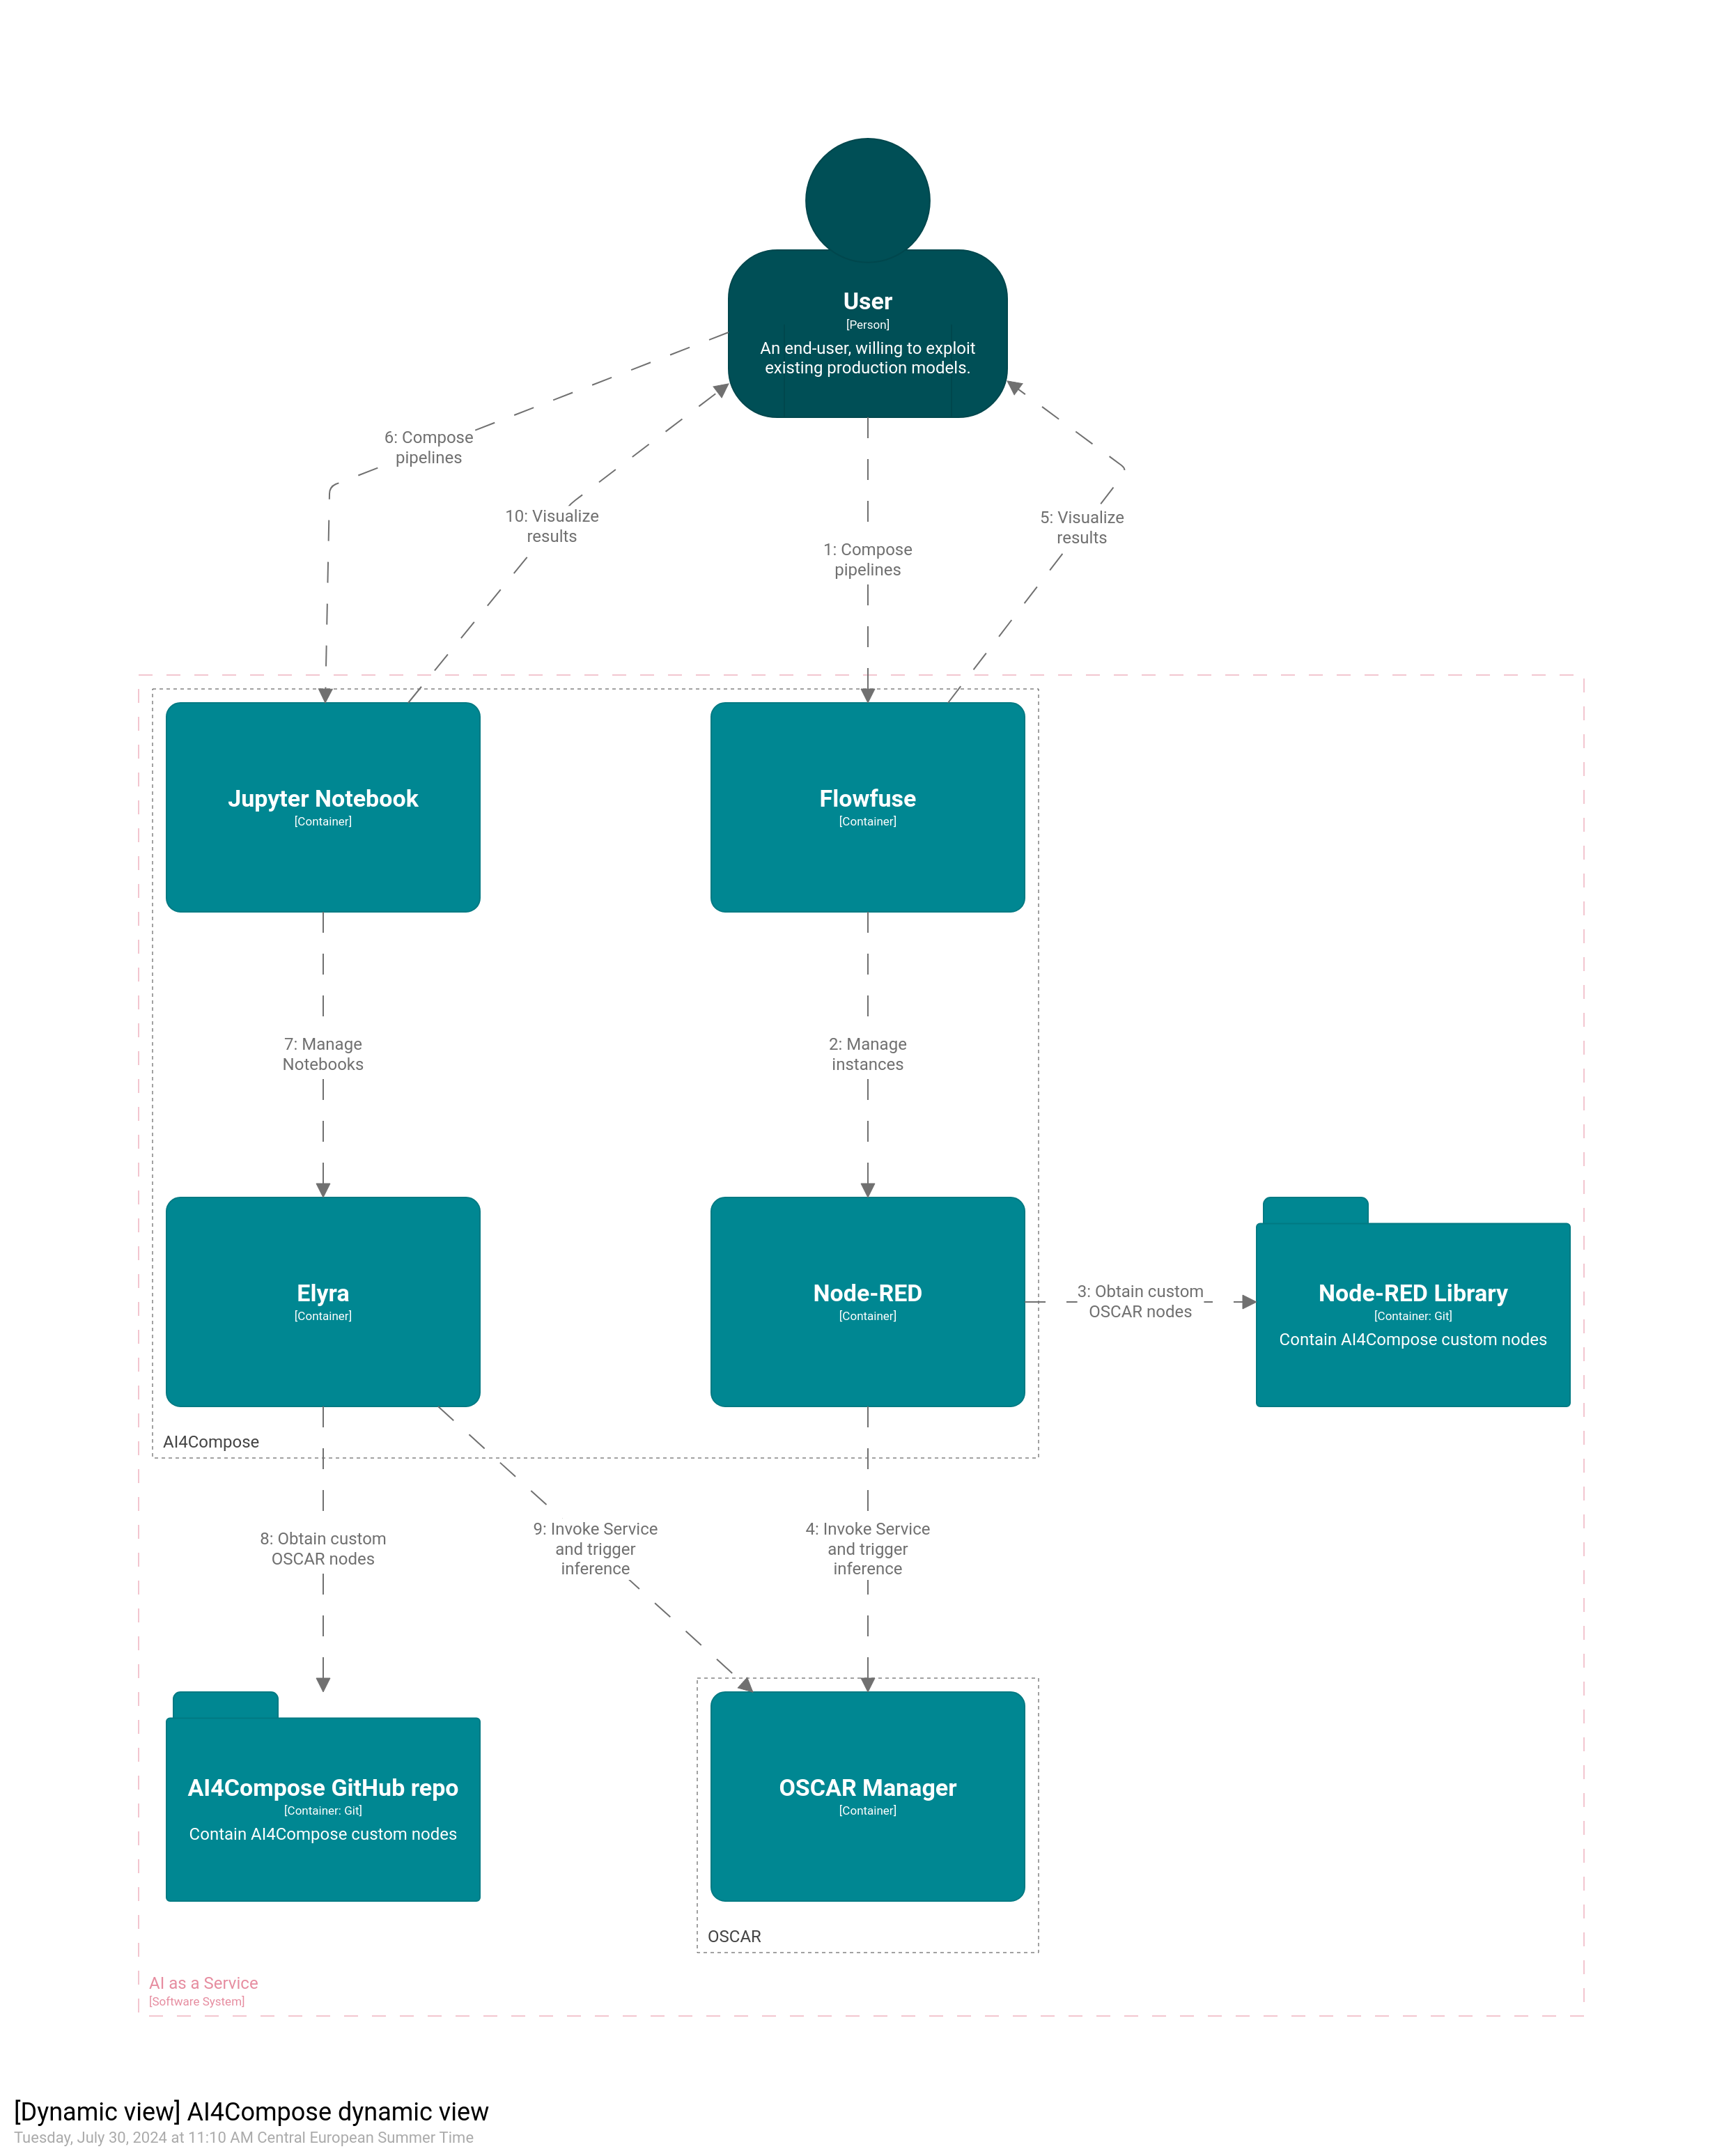 User
[Person]
An end-user, willing to exploit
existing production models.
6: Compose
pipelines
10: Visualize
results
1: Compose
pipelines
5: Visualize
results
Jupyter Notebook
[Container]
Flowfuse
[Container]
7: Manage
Notebooks
2: Manage
instances
Elyra
[Container]
Node-RED
[Container]
3: Obtain custom
OSCAR nodes
Node-RED Library
[Container: Git]
Contain AI4Compose custom nodes
AI4Compose
8: Obtain custom
OSCAR nodes
9: Invoke Service
and trigger
inference
4: Invoke Service
and trigger
inference
AI4Compose GitHub repo
[Container: Git]
Contain AI4Compose custom nodes
OSCAR Manager
[Container]
OSCAR
AI as a Service
[Software System]
[Dynamic view] AI4Compose dynamic view
Tuesday, July 30, 2024 at 11:10 AM Central European Summer Time